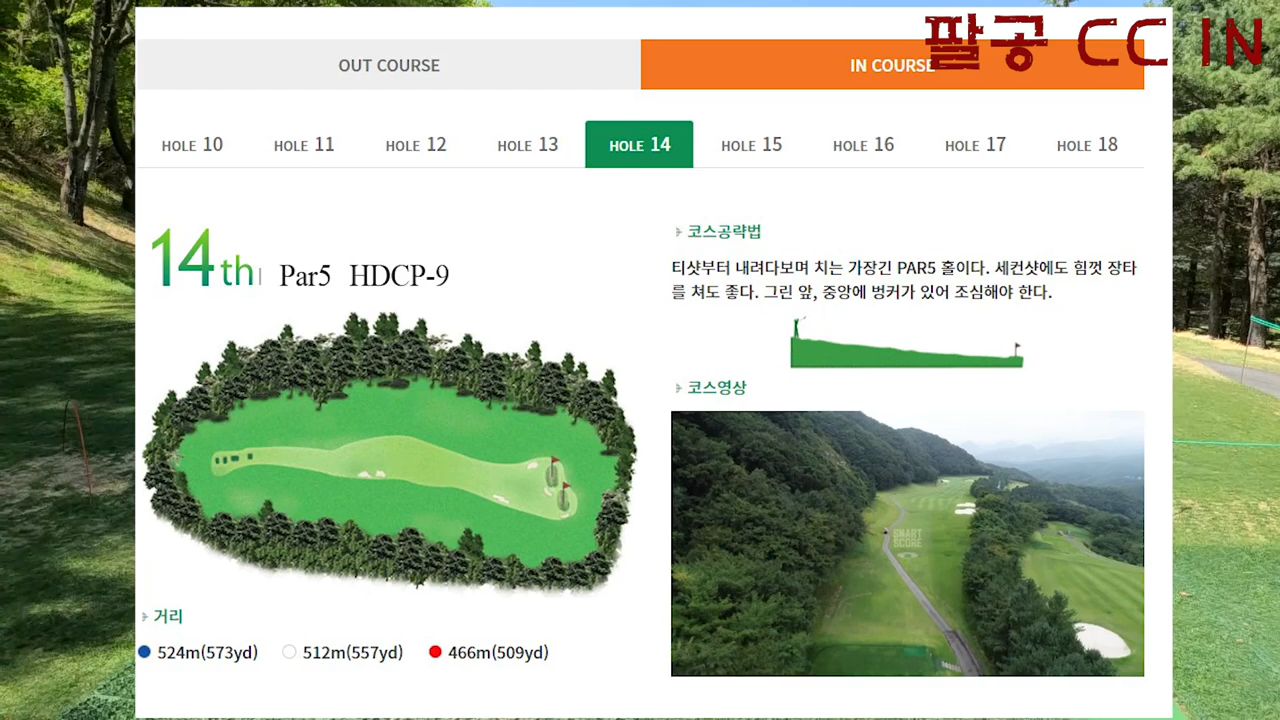 팔공 CC IN
OUT COURSE
IN COURSE
HOLE 10
HOLE 11
HOLE 12
HOLE 13
HOLE 14
HOLE 15
HOLE 16
HOLE 17
HOLE 18
14th
Par5 HDCP-9
거리
524m(573yd)
512m(557yd)
466m(509yd)
코스공략법
티샷부터 내려다보며 치는 가장긴 PAR5 홀이다. 세컨샷에도 힘껏 장타
를 쳐도 좋다. 그린 앞, 중앙에 벙커가 있어 조심해야 한다.
코스영상
SMART
SCORE